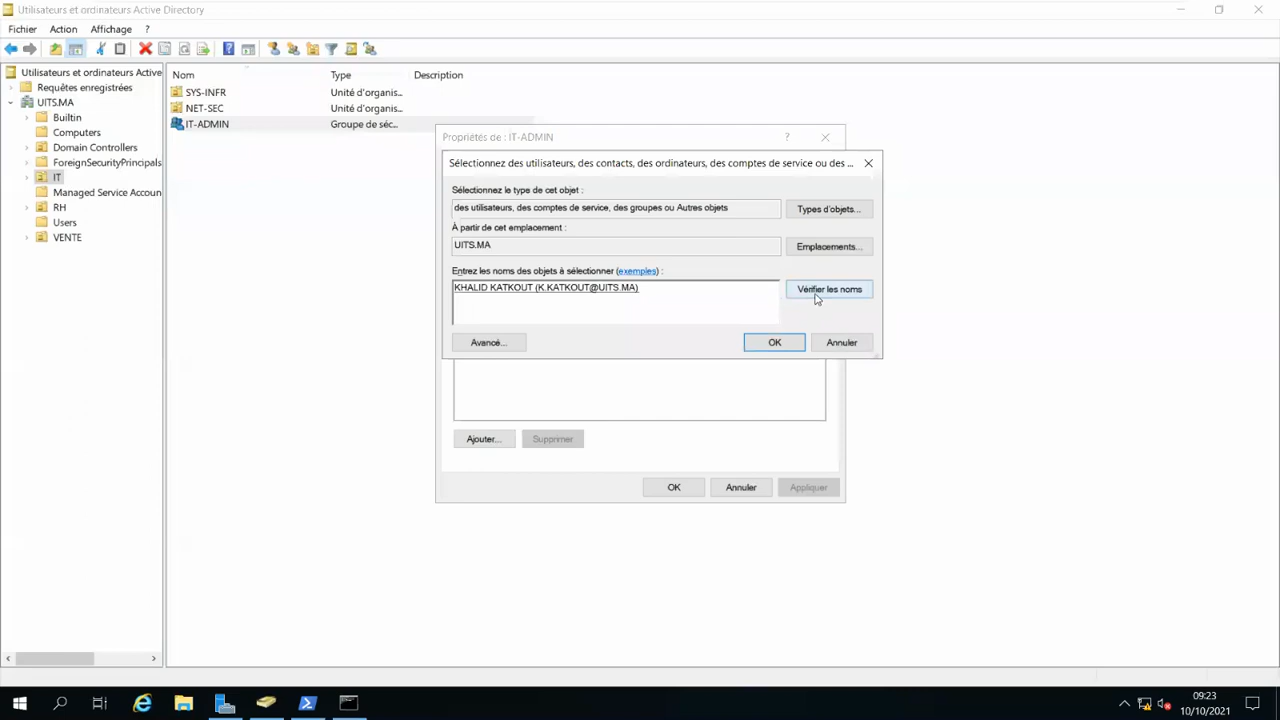 Utilisateurs et ordinateurs Active Directory
Fichier Action Affichage ?
Utilisateurs et ordinateurs Active
Requêtes enregistrées
UITS.MA
Builtin
Computers
Domain Controllers
ForeignSecurityPrincipals
IT
Managed Service Accoun
RH
Users
VENTE
Nom Type Description
SYS-INFR Unité d'organis...
NET-SEC Unité d'organis...
IT-ADMIN Groupe de séc...
Propriétés de : IT-ADMIN ?
Sélectionnez des utilisateurs, des contacts, des ordinateurs, des comptes de service ou des ...
Sélectionnez le type de cet objet :
des utilisateurs, des comptes de service, des groupes ou Autres objets
Types d'objets...
À partir de cet emplacement :
UITS.MA
Emplacements...
Entrez les noms des objets à sélectionner (exemples) :
KHALID KATKOUT (K.KATKOUT@UITS.MA)
Vérifier les noms
Avancé... OK Annuler
Ajouter... Supprimer
OK Annuler Appliquer
09:23
10/10/2021